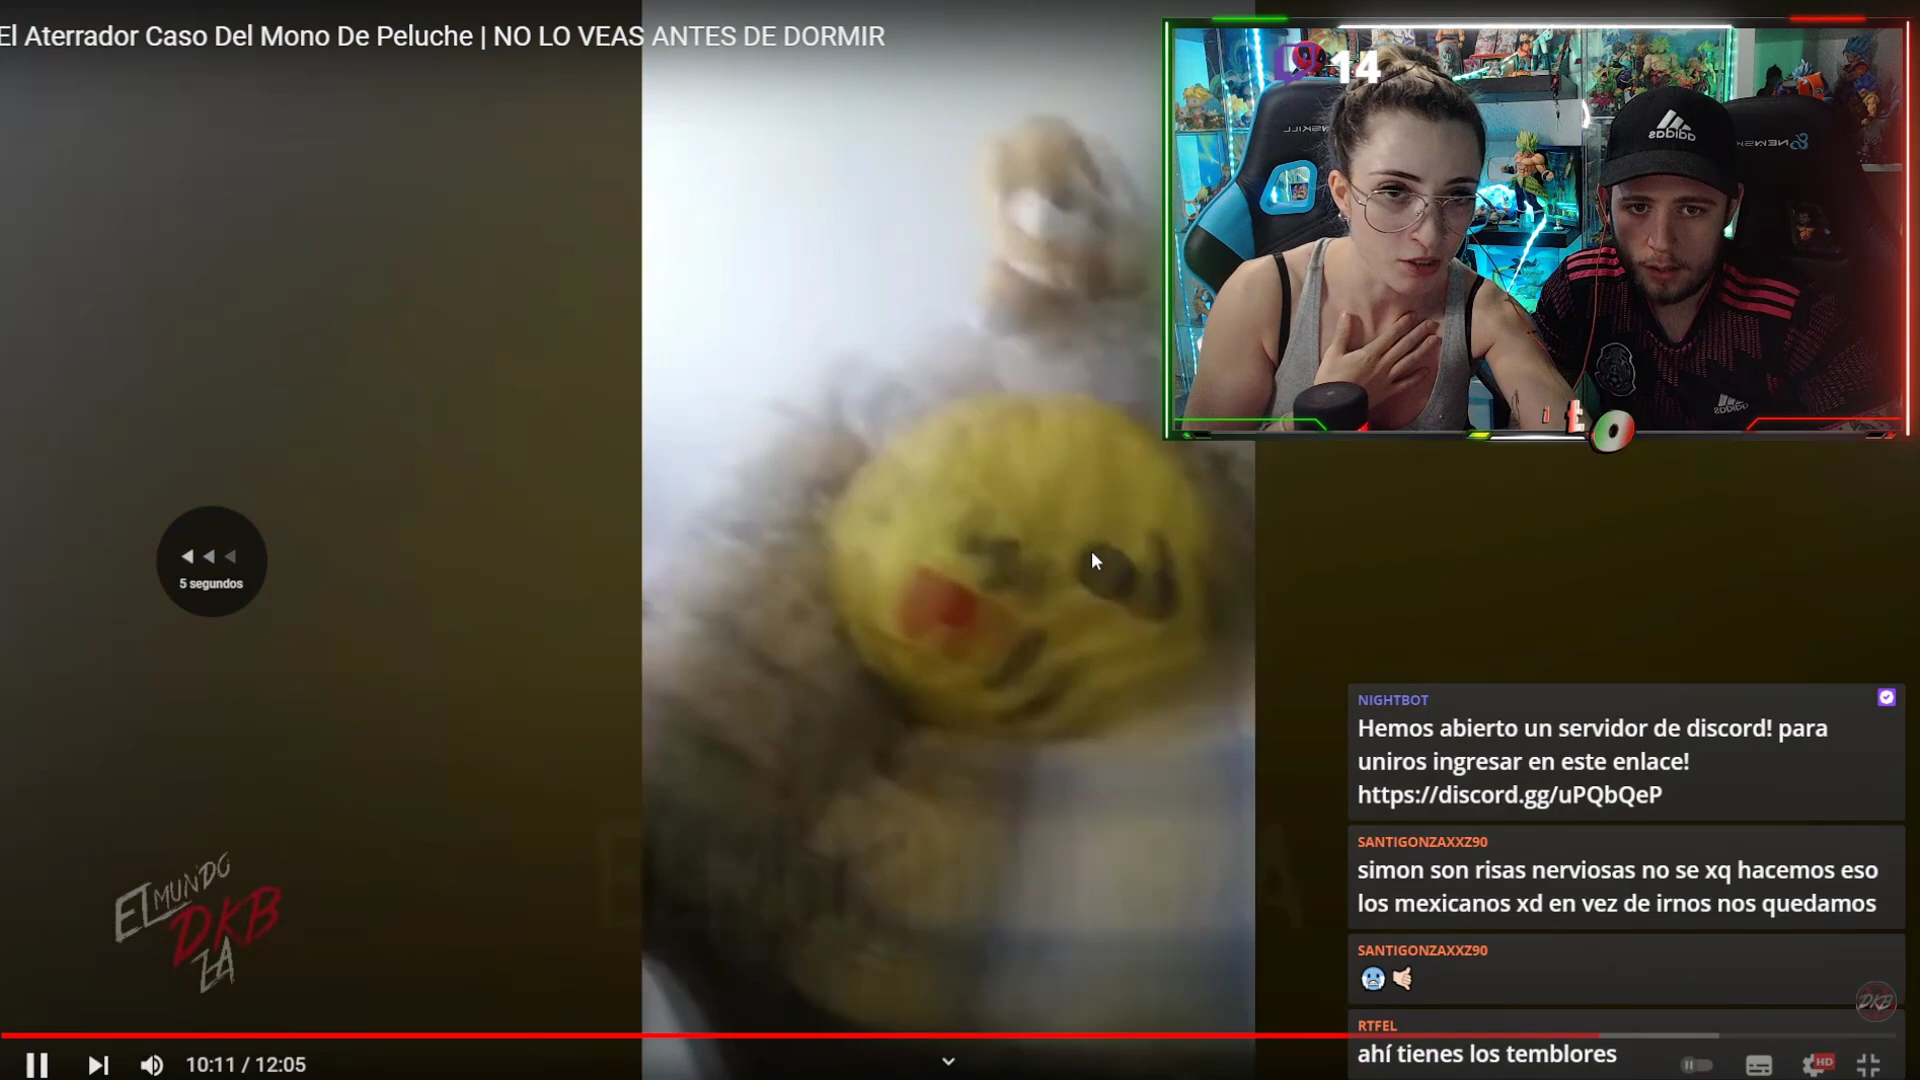 El Aterrador Caso Del Mono De Peluche | NO LO VEAS ANTES DE DORMIR
14
adidas
5 segundos
EL MUNDO
DKB
ZA
NIGHTBOT
Hemos abierto un servidor de discord! para
uniros ingresar en este enlace!
https://discord.gg/uPQbQeP
SANTIGONZAXXZ90
simon son risas nerviosas no se xq hacemos eso
los mexicanos xd en vez de irnos nos quedamos
SANTIGONZAXXZ90
🥶🤙🏻
DKB
RTFEL
ahí tienes los temblores
10:11 / 12:05
HD